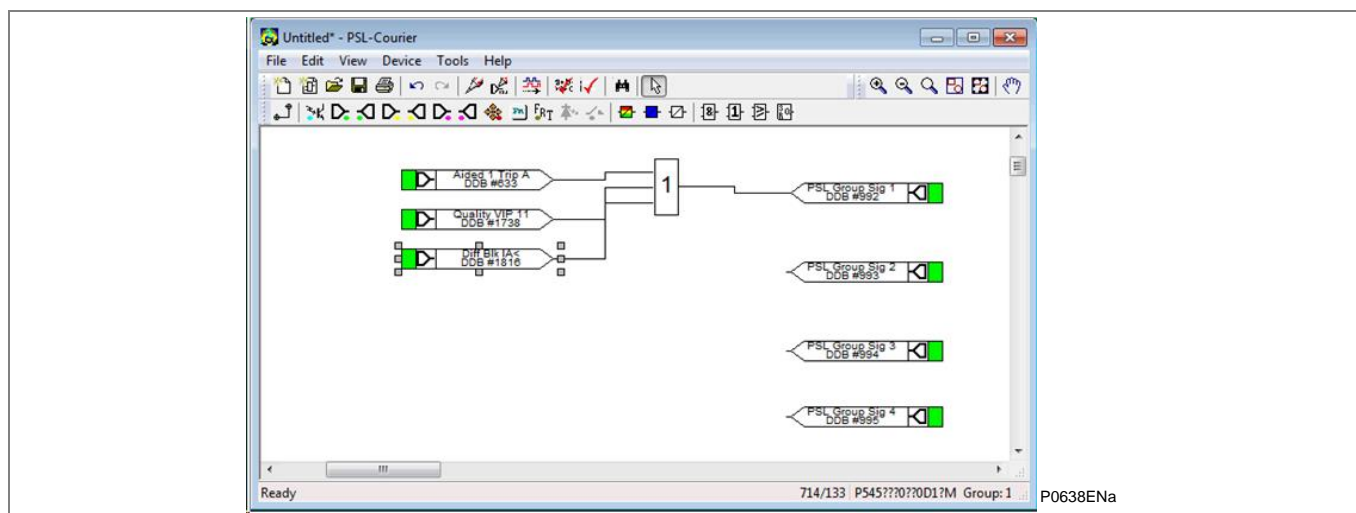 Untitled* - PSL-Courier
File Edit View Device Tools Help
Aided 1 Trip A
DDB #633
1
PSL Group Sig 1
DDB #992
Quality VIP 11
DDB #1738
Diff Blk IA<
DDB #1816
PSL Group Sig 2
DDB #993
PSL Group Sig 3
DDB #994
PSL Group Sig 4
DDB #995
Ready 714/133 P545???0??0D1?M Group: 1
P0638ENa